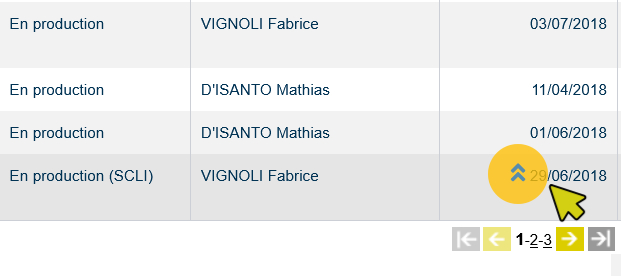 En production VIGNOLI Fabrice 03/07/2018
En production D'ISANTO Mathias 11/04/2018
En production D'ISANTO Mathias 01/06/2018
En production (SCLI) VIGNOLI Fabrice 29/06/2018
1-2-3